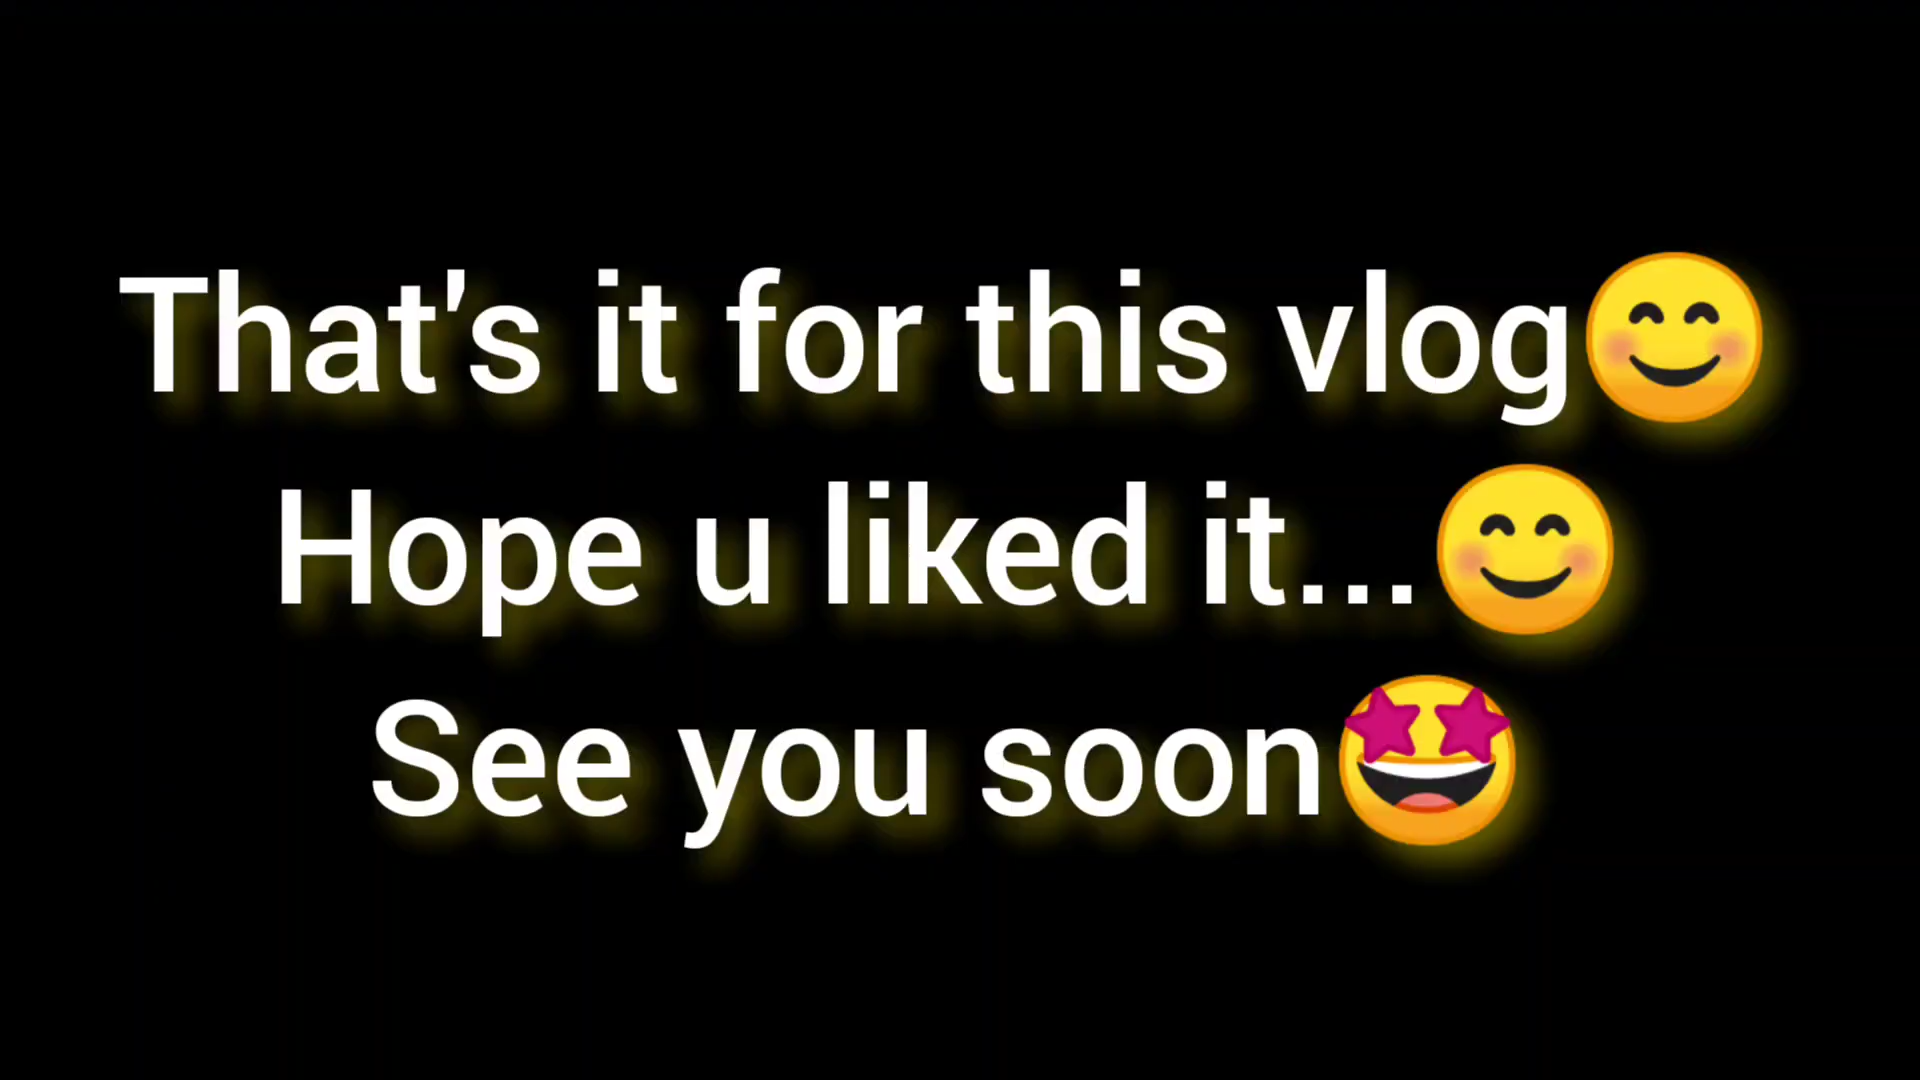 That's it for this vlog😊
Hope u liked it...😊
See you soon🤩